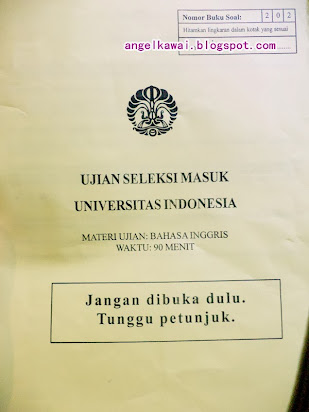 Nomor Buku Soal: 2 0 2
Hitamkan lingkaran dalam kotak yang sesuai
angelkawai.blogspot.com
UJIAN SELEKSI MASUK
UNIVERSITAS INDONESIA
MATERI UJIAN: BAHASA INGGRIS
WAKTU: 90 MENIT
Jangan dibuka dulu.
Tunggu petunjuk.